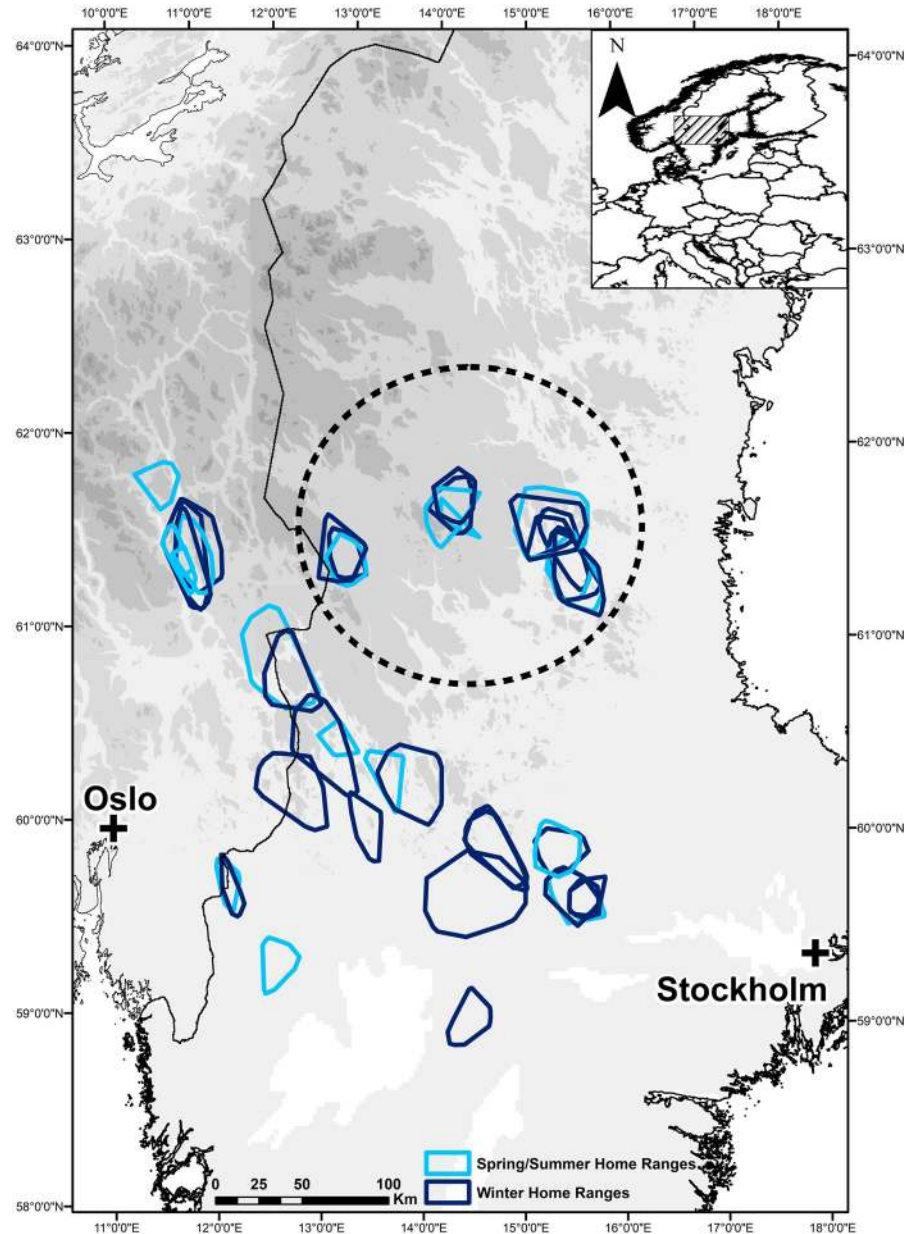 10°0'0"E 11°0'0"E 12°0'0"E 13°0'0"E 14°0'0"E 15°0'0"E 16°0'0"E 17°0'0"E 18°0'0"E
64°0'0"N 64°0'0"N
N
63°0'0"N 63°0'0"N
62°0'0"N 62°0'0"N
61°0'0"N 61°0'0"N
60°0'0"N 60°0'0"N
Oslo
Stockholm
59°0'0"N 59°0'0"N
Spring/Summer Home Ranges
0 25 50 100
Km
Winter Home Ranges
58°0'0"N
11°0'0"E 12°0'0"E 13°0'0"E 14°0'0"E 15°0'0"E 16°0'0"E 17°0'0"E 18°0'0"E